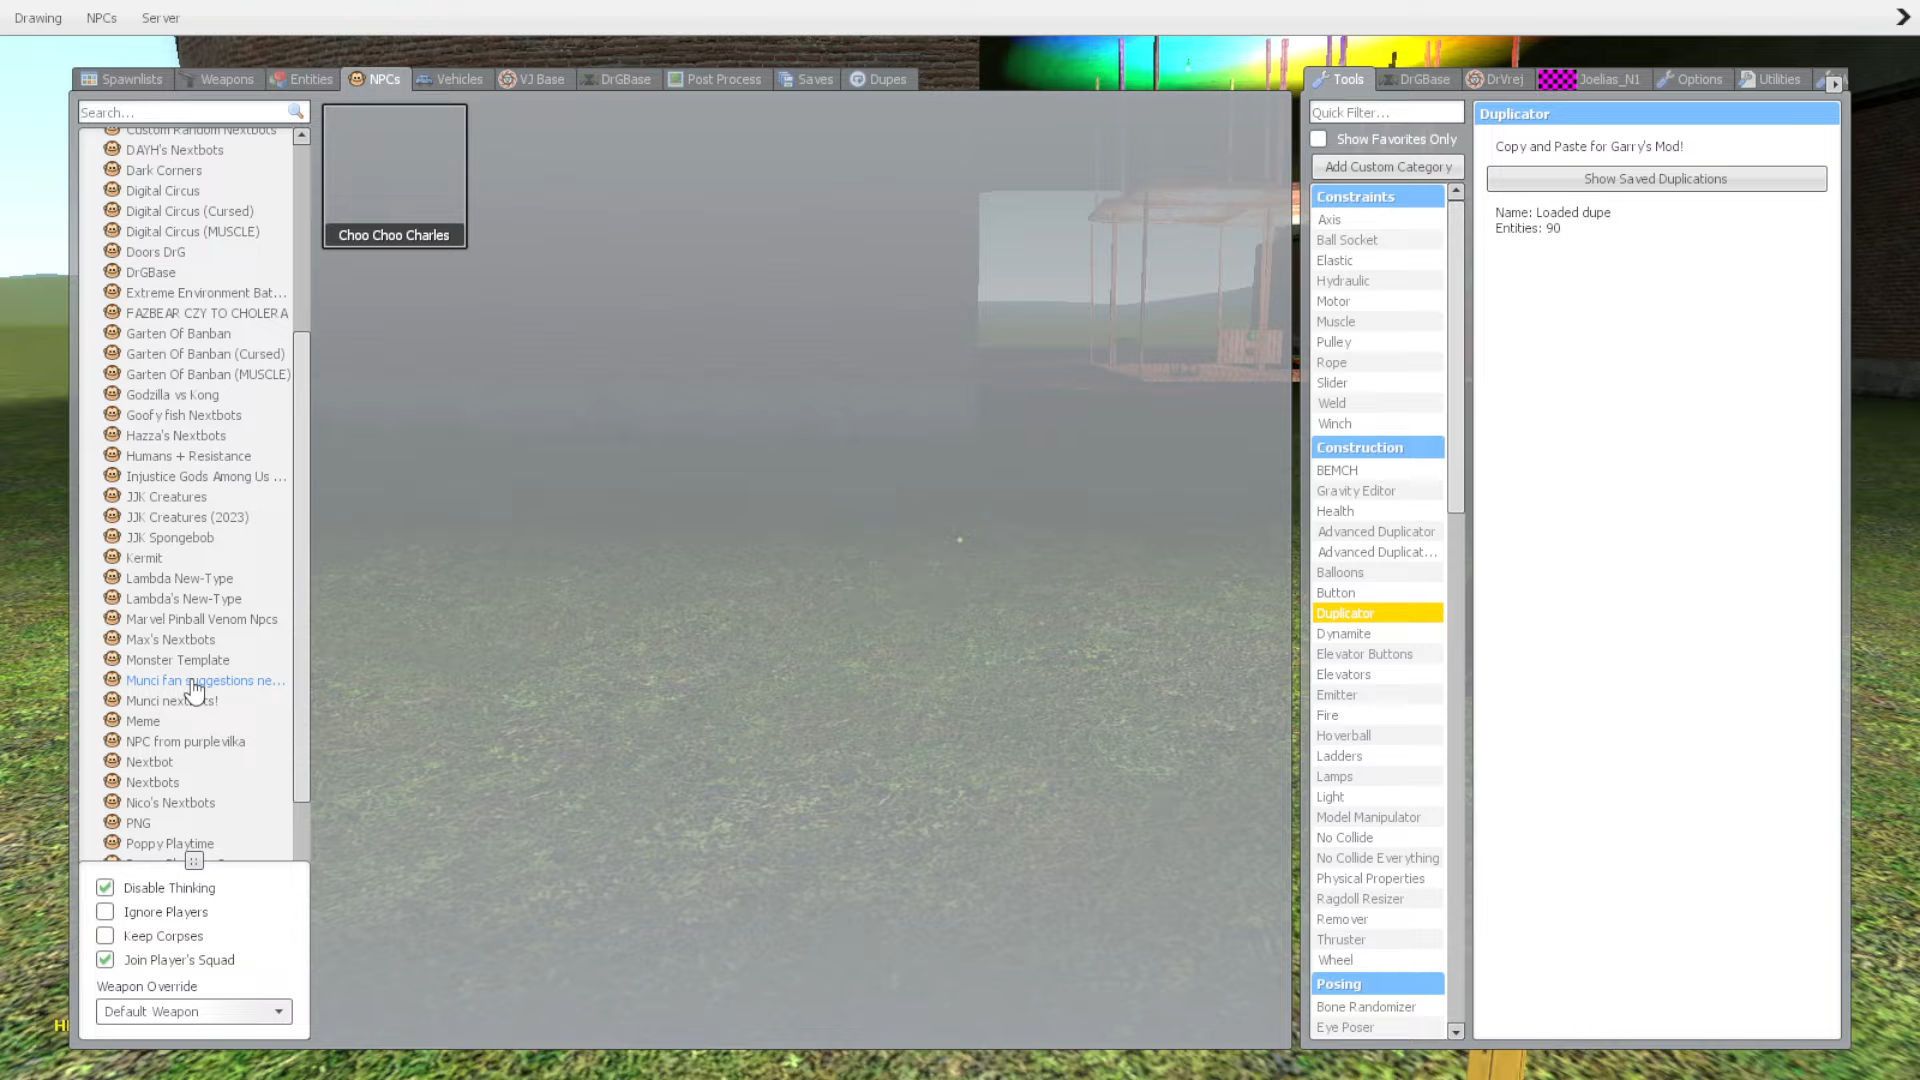 Drawing NPCs Server
Spawnlists Weapons Entities NPCs Vehicles VJ Base DrGBase Post Process Saves Dupes
Search...
Custom Random Nextbots
DAYH's Nextbots
Dark Corners
Digital Circus
Digital Circus (Cursed)
Digital Circus (MUSCLE)
Doors DrG
DrGBase
Extreme Environment Bat...
FAZBEAR CZY TO CHOLERA
Garten Of Banban
Garten Of Banban (Cursed)
Garten Of Banban (MUSCLE)
Godzilla vs Kong
Goofy fish Nextbots
Hazza's Nextbots
Humans + Resistance
Injustice Gods Among Us ...
JJK Creatures
JJK Creatures (2023)
JJK Spongebob
Kermit
Lambda New-Type
Lambda's New-Type
Marvel Pinball Venom Npcs
Max's Nextbots
Monster Template
Munci fan suggestions ne...
Munci nextbots!
Meme
NPC from purplevilka
Nextbot
Nextbots
Nico's Nextbots
PNG
Poppy Playtime
Disable Thinking
Ignore Players
Keep Corpses
Join Player's Squad
Weapon Override
Default Weapon
Choo Choo Charles
Tools DrGBase DrVrej Joelias_N1 Options Utilities
Quick Filter...
Show Favorites Only
Add Custom Category
Constraints
Axis
Ball Socket
Elastic
Hydraulic
Motor
Muscle
Pulley
Rope
Slider
Weld
Winch
Construction
BEMCH
Gravity Editor
Health
Advanced Duplicator
Advanced Duplicat...
Balloons
Button
Duplicator
Dynamite
Elevator Buttons
Elevators
Emitter
Fire
Hoverball
Ladders
Lamps
Light
Model Manipulator
No Collide
No Collide Everything
Physical Properties
Ragdoll Resizer
Remover
Thruster
Wheel
Posing
Bone Randomizer
Eye Poser
Duplicator
Copy and Paste for Garry's Mod!
Show Saved Duplications
Name: Loaded dupe
Entities: 90